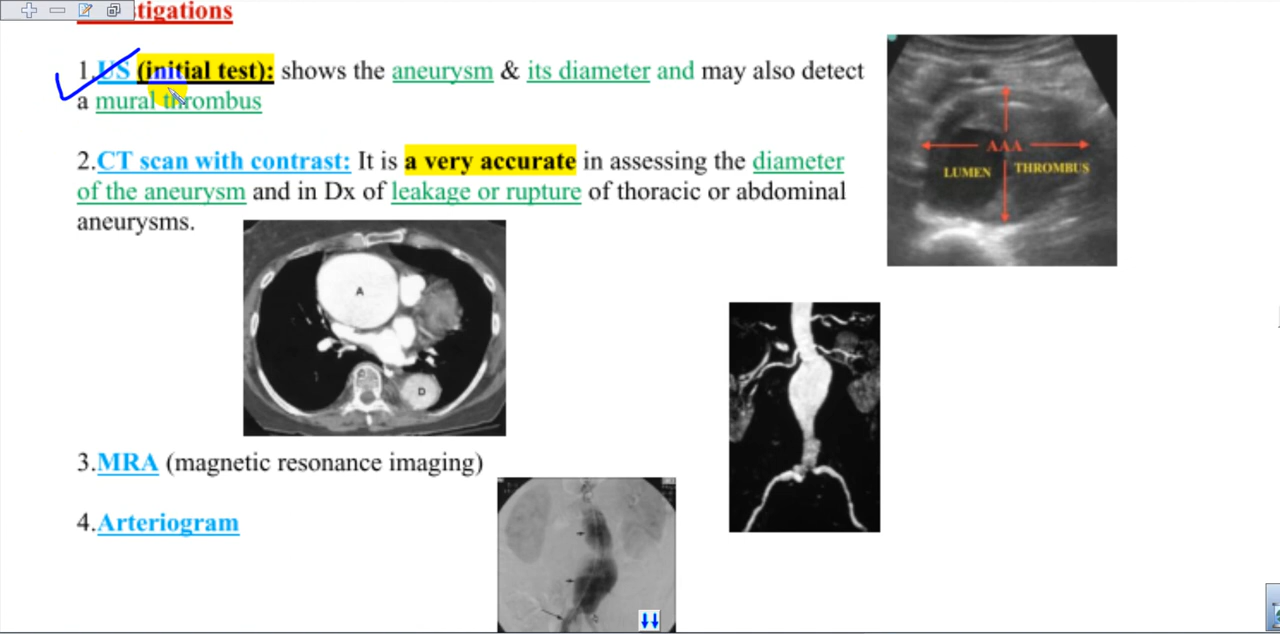 tigations
1.US (initial test): shows the aneurysm & its diameter and may also detect
a mural thrombus
2.CT scan with contrast: It is a very accurate in assessing the diameter
of the aneurysm and in Dx of leakage or rupture of thoracic or abdominal
aneurysms.
AAA
LUMEN THROMBUS
A
D
3.MRA (magnetic resonance imaging)
4.Arteriogram